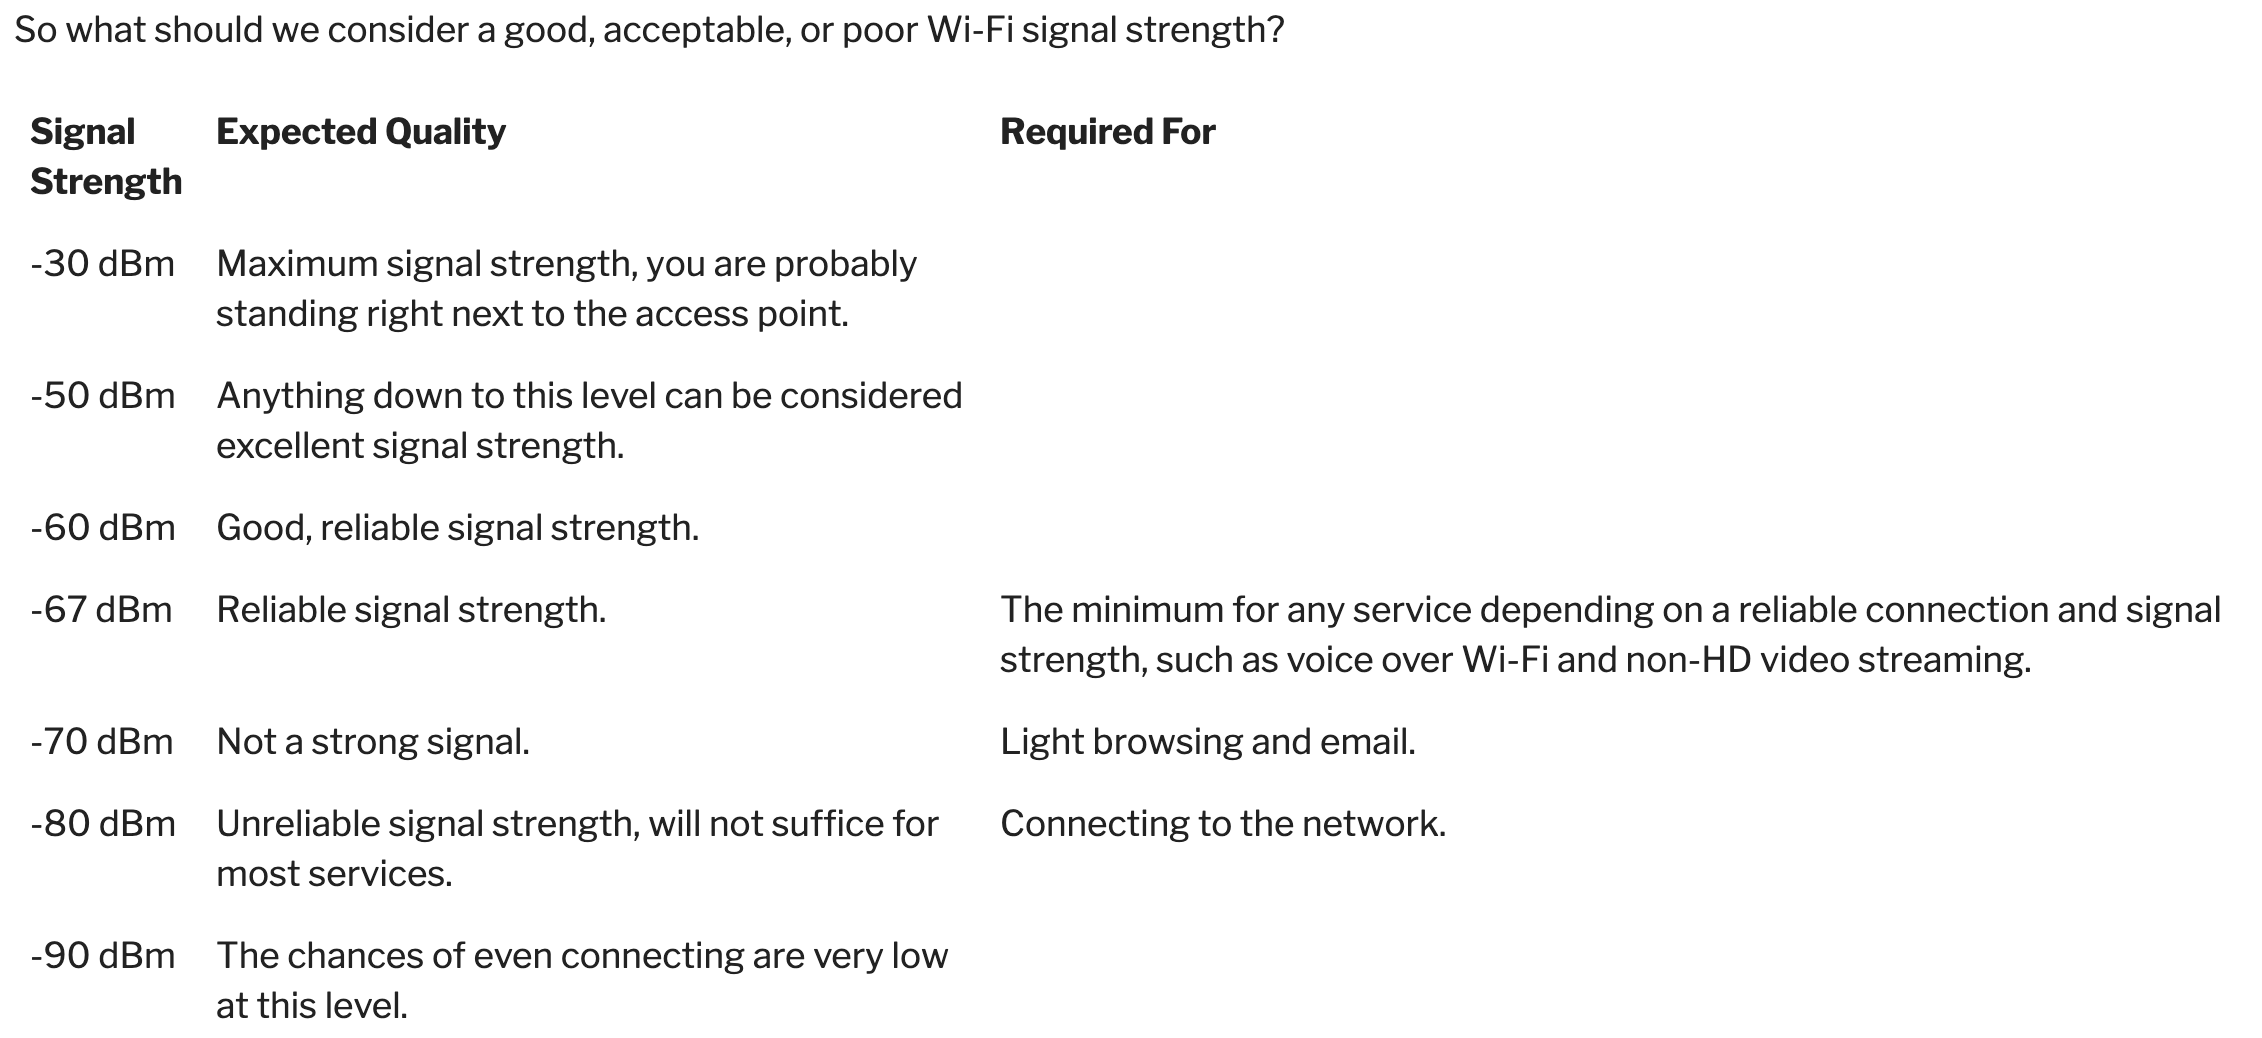 So what should we consider a good, acceptable, or poor Wi-Fi signal strength?
Signal Strength Expected Quality Required For
-30 dBm Maximum signal strength, you are probably
standing right next to the access point.
-50 dBm Anything down to this level can be considered
excellent signal strength.
-60 dBm Good, reliable signal strength.
-67 dBm Reliable signal strength. The minimum for any service depending on a reliable connection and signal
strength, such as voice over Wi-Fi and non-HD video streaming.
-70 dBm Not a strong signal. Light browsing and email.
-80 dBm Unreliable signal strength, will not suffice for Connecting to the network.
most services.
-90 dBm The chances of even connecting are very low
at this level.